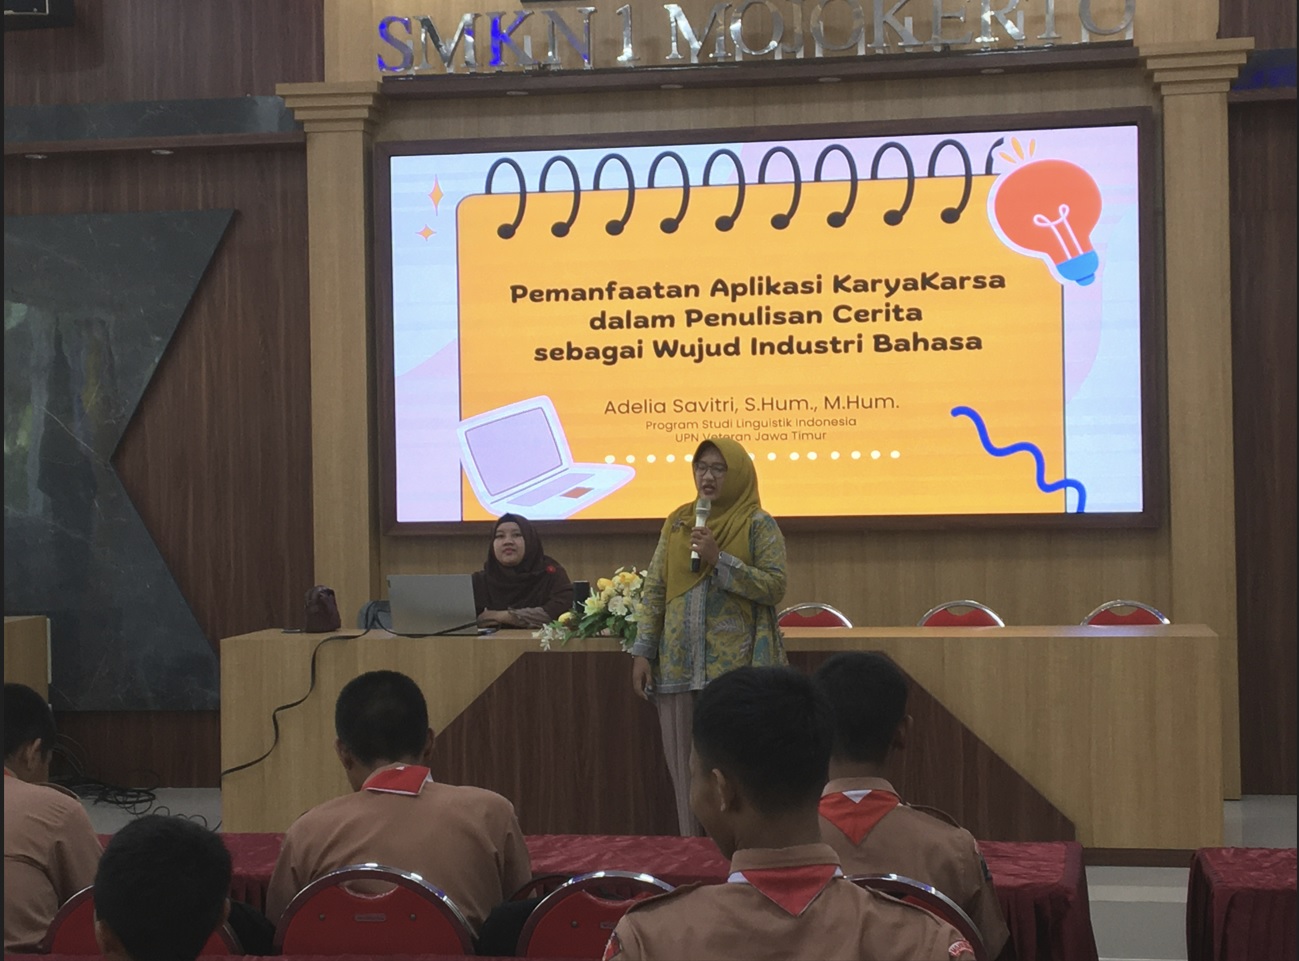 SMKN 1 MOJOKERTO
Pemanfaatan Aplikasi KaryaKarsa
dalam Penulisan Cerita
sebagai Wujud Industri Bahasa
Adelia Savitri, S.Hum., M.Hum.
Program Studi Linguistik Indonesia
UPN Veteran Jawa Timur